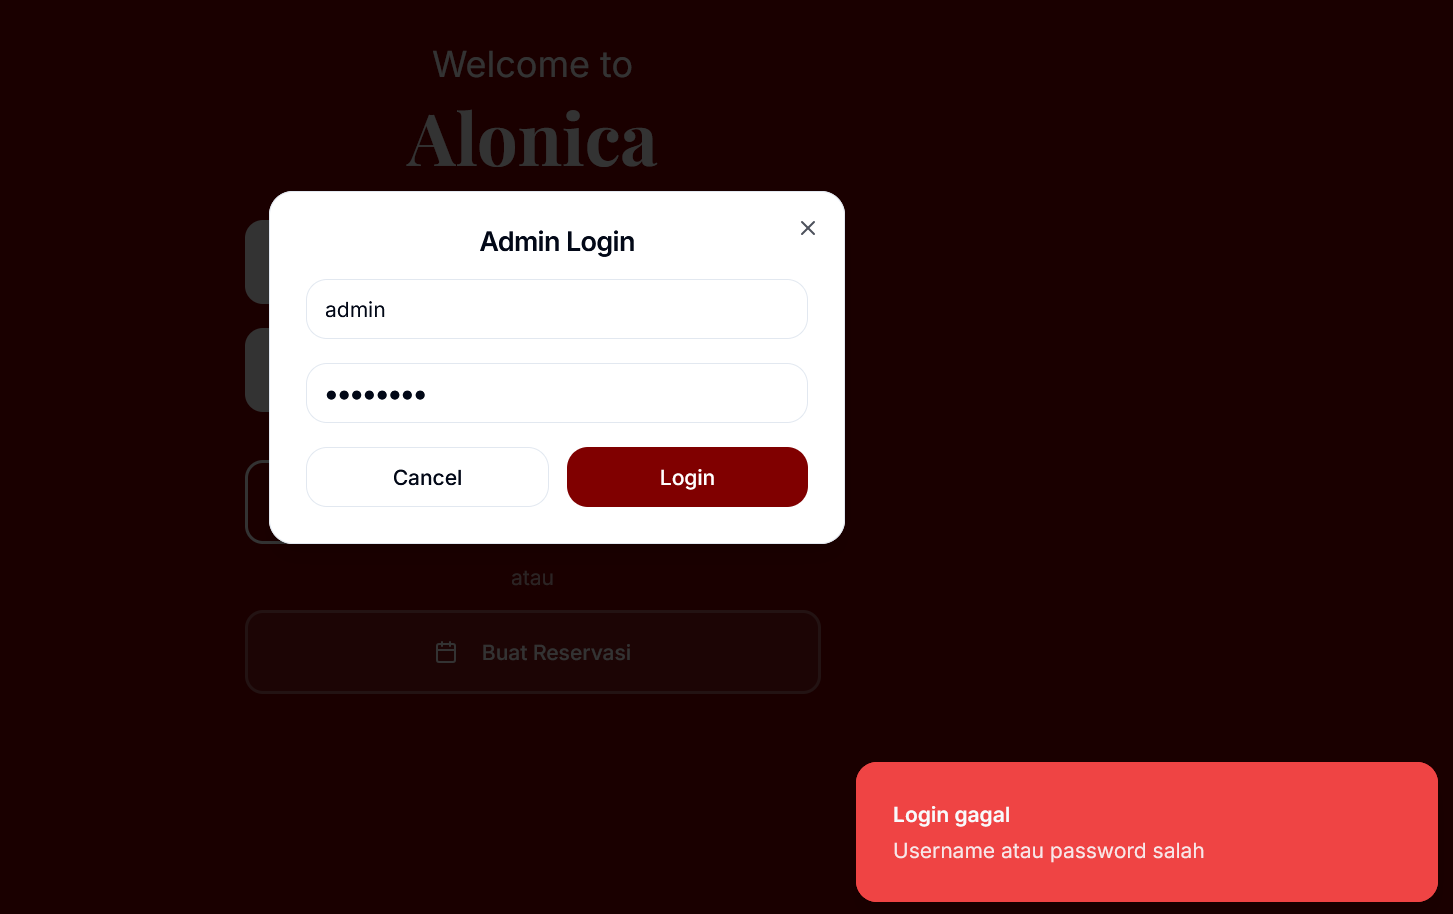 Welcome to
Alonica
Admin Login
admin
••••••••
Cancel
Login
atau
Buat Reservasi
Login gagal
Username atau password salah